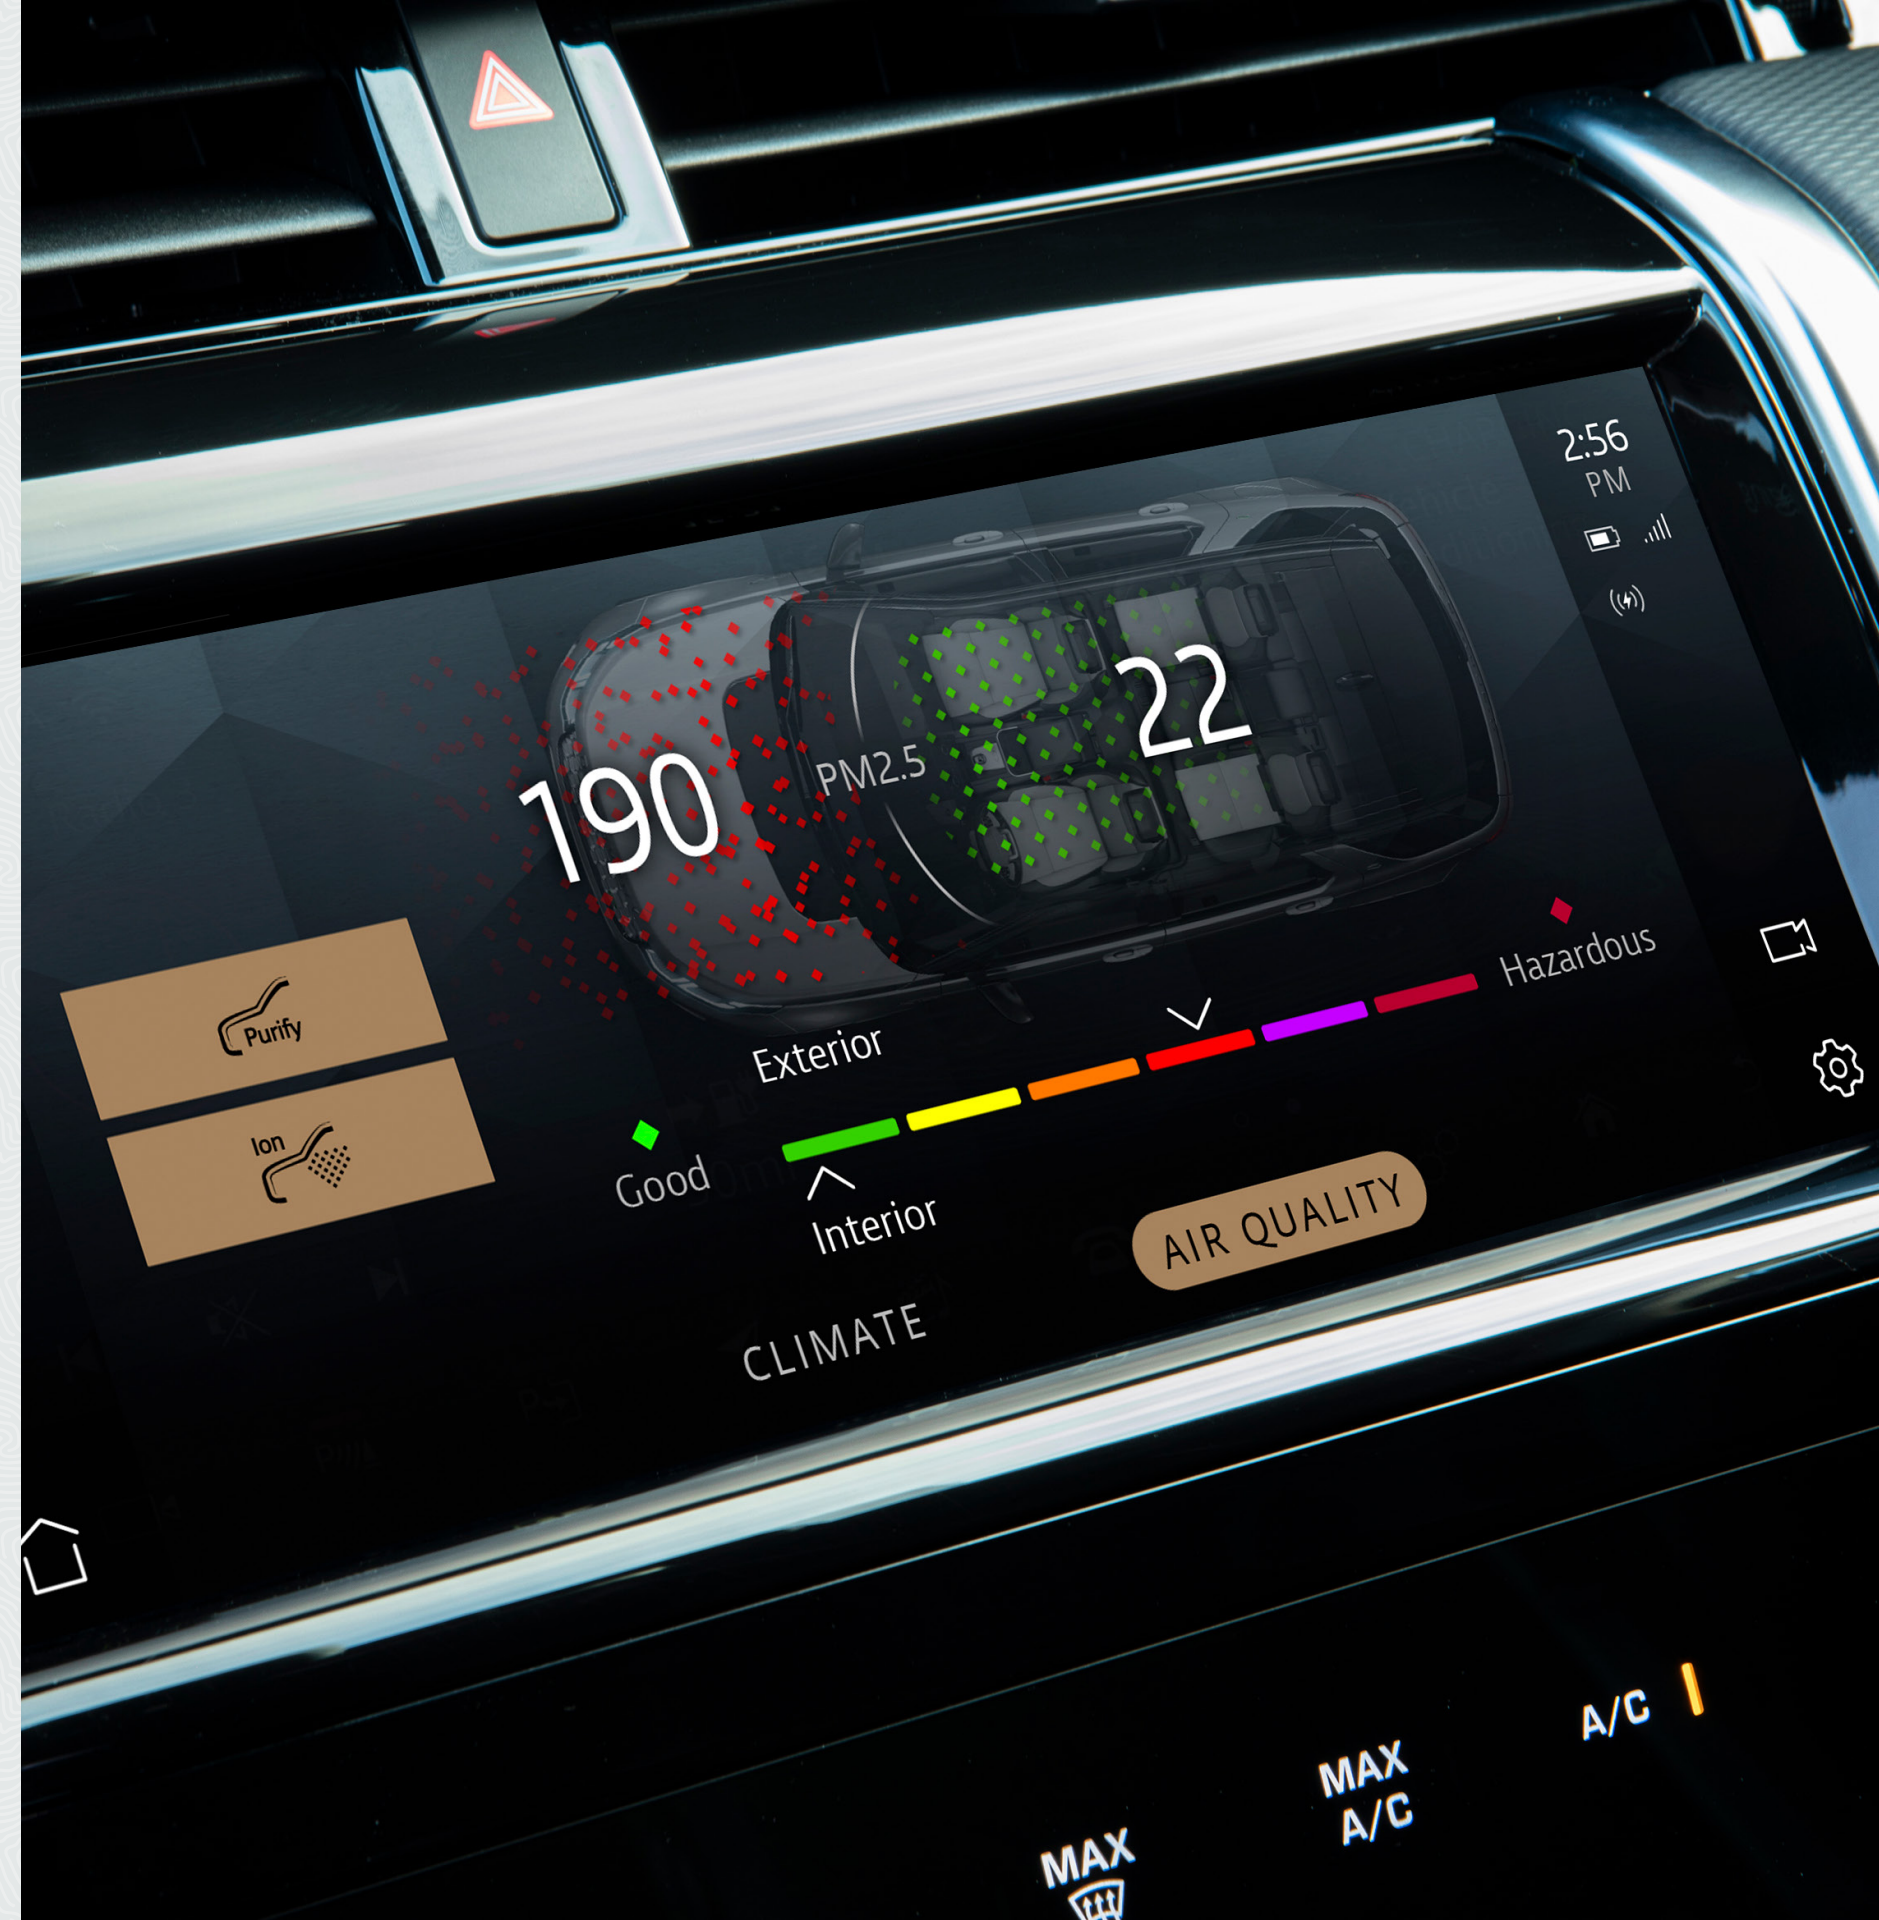 2:56
PM
22
PM2.5
190
Hazardous
Purify
Exterior
Ion
Good
Interior
AIR QUALITY
CLIMATE
A/C
MAX
A/C
MAX